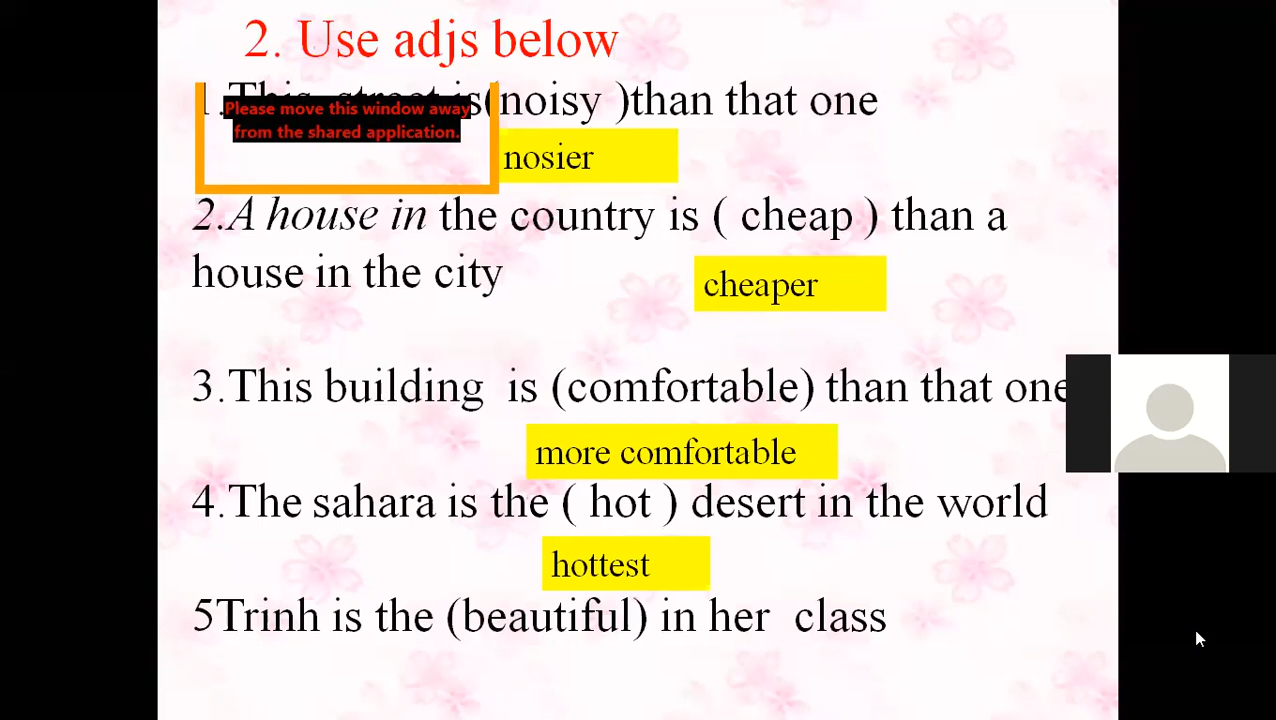 2. Use adjs below
1.This street is(noisy )than that one
Please move this window away
from the shared application.
nosier
2.A house in the country is ( cheap ) than a
house in the city
cheaper
3.This building is (comfortable) than that one
more comfortable
4.The sahara is the ( hot ) desert in the world
hottest
5Trinh is the (beautiful) in her class